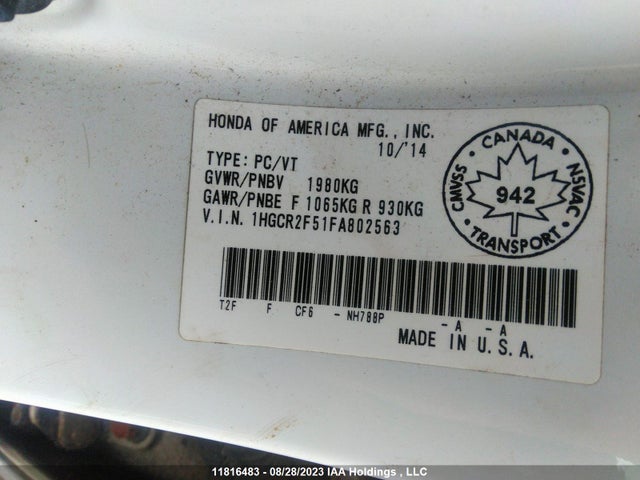 HONDA OF AMERICA MFG., INC.
10/'14
TYPE: PC/VT
GVWR/PNBV 1980KG
GAWR/PNBE F 1065KG R 930KG
V.I.N. 1HGCR2F51FA802563
CANADA
CMVSS
942
NSVAC
TRANSPORT
T2F F CF6 - NH788P -A -A
MADE IN U.S.A.
11816483 - 08/28/2023 IAA Holdings , LLC